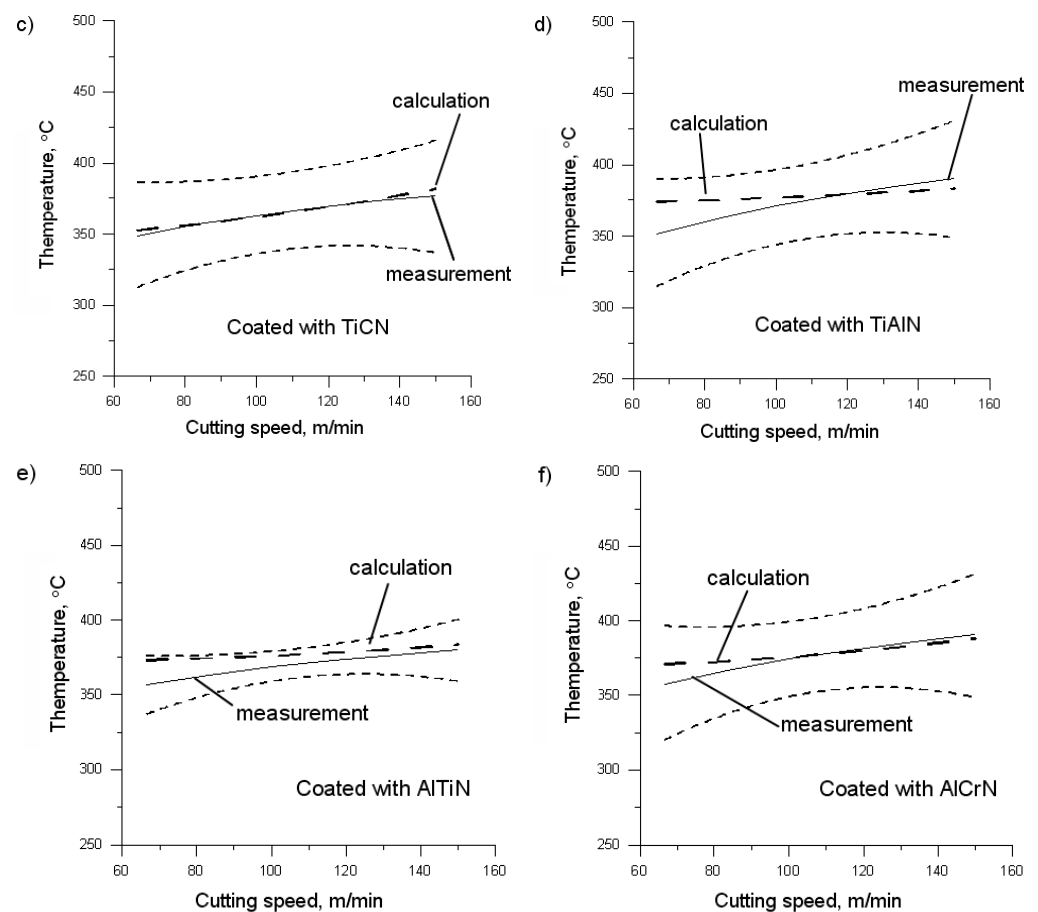 c)
500
450
400
350
300
250
Themperature, °C
calculation
measurement
Coated with TiCN
60 80 100 120 140 160
Cutting speed, m/min
d)
500
450
400
350
300
250
Themperature, °C
measurement
calculation
Coated with TiAlN
60 80 100 120 140 160
Cutting speed, m/min
e)
500
450
400
350
300
250
Themperature, °C
calculation
measurement
Coated with AlTiN
60 80 100 120 140 160
Cutting speed, m/min
f)
500
450
400
350
300
250
Themperature, °C
calculation
measurement
Coated with AlCrN
60 80 100 120 140 160
Cutting speed, m/min